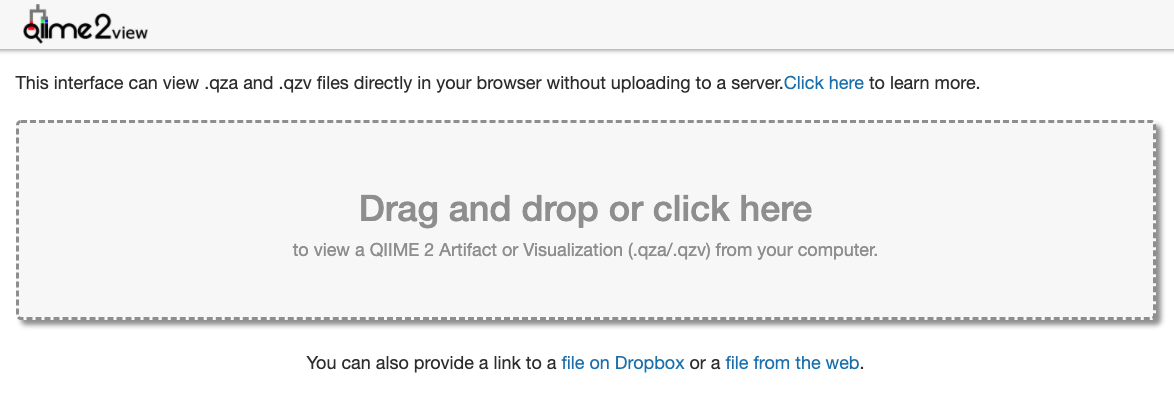 qiime2view
This interface can view .qza and .qzv files directly in your browser without uploading to a server.Click here to learn more.
Drag and drop or click here
to view a QIIME 2 Artifact or Visualization (.qza/.qzv) from your computer.
You can also provide a link to a file on Dropbox or a file from the web.